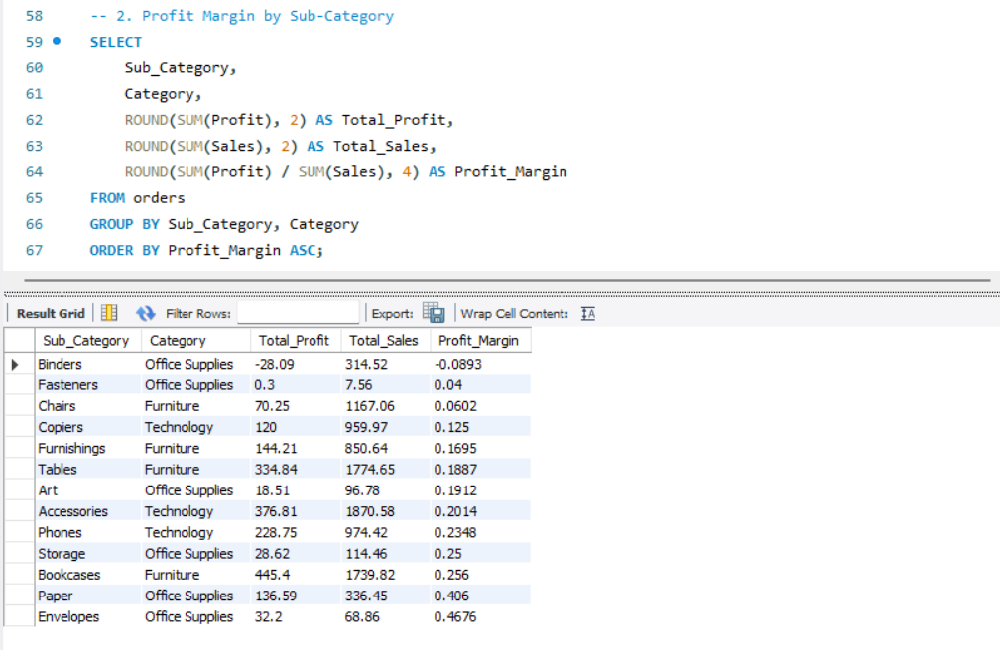 58 -- 2. Profit Margin by Sub-Category
59 SELECT
60 Sub_Category,
61 Category,
62 ROUND(SUM(Profit), 2) AS Total_Profit,
63 ROUND(SUM(Sales), 2) AS Total_Sales,
64 ROUND(SUM(Profit) / SUM(Sales), 4) AS Profit_Margin
65 FROM orders
66 GROUP BY Sub_Category, Category
67 ORDER BY Profit_Margin ASC;
Result Grid Filter Rows: Export: Wrap Cell Content: IA
Sub_Category Category Total_Profit Total_Sales Profit_Margin
Binders Office Supplies -28.09 314.52 -0.0893
Fasteners Office Supplies 0.3 7.56 0.04
Chairs Furniture 70.25 1167.06 0.0602
Copiers Technology 120 959.97 0.125
Furnishings Furniture 144.21 850.64 0.1695
Tables Furniture 334.84 1774.65 0.1887
Art Office Supplies 18.51 96.78 0.1912
Accessories Technology 376.81 1870.58 0.2014
Phones Technology 228.75 974.42 0.2348
Storage Office Supplies 28.62 114.46 0.25
Bookcases Furniture 445.4 1739.82 0.256
Paper Office Supplies 136.59 336.45 0.406
Envelopes Office Supplies 32.2 68.86 0.4676